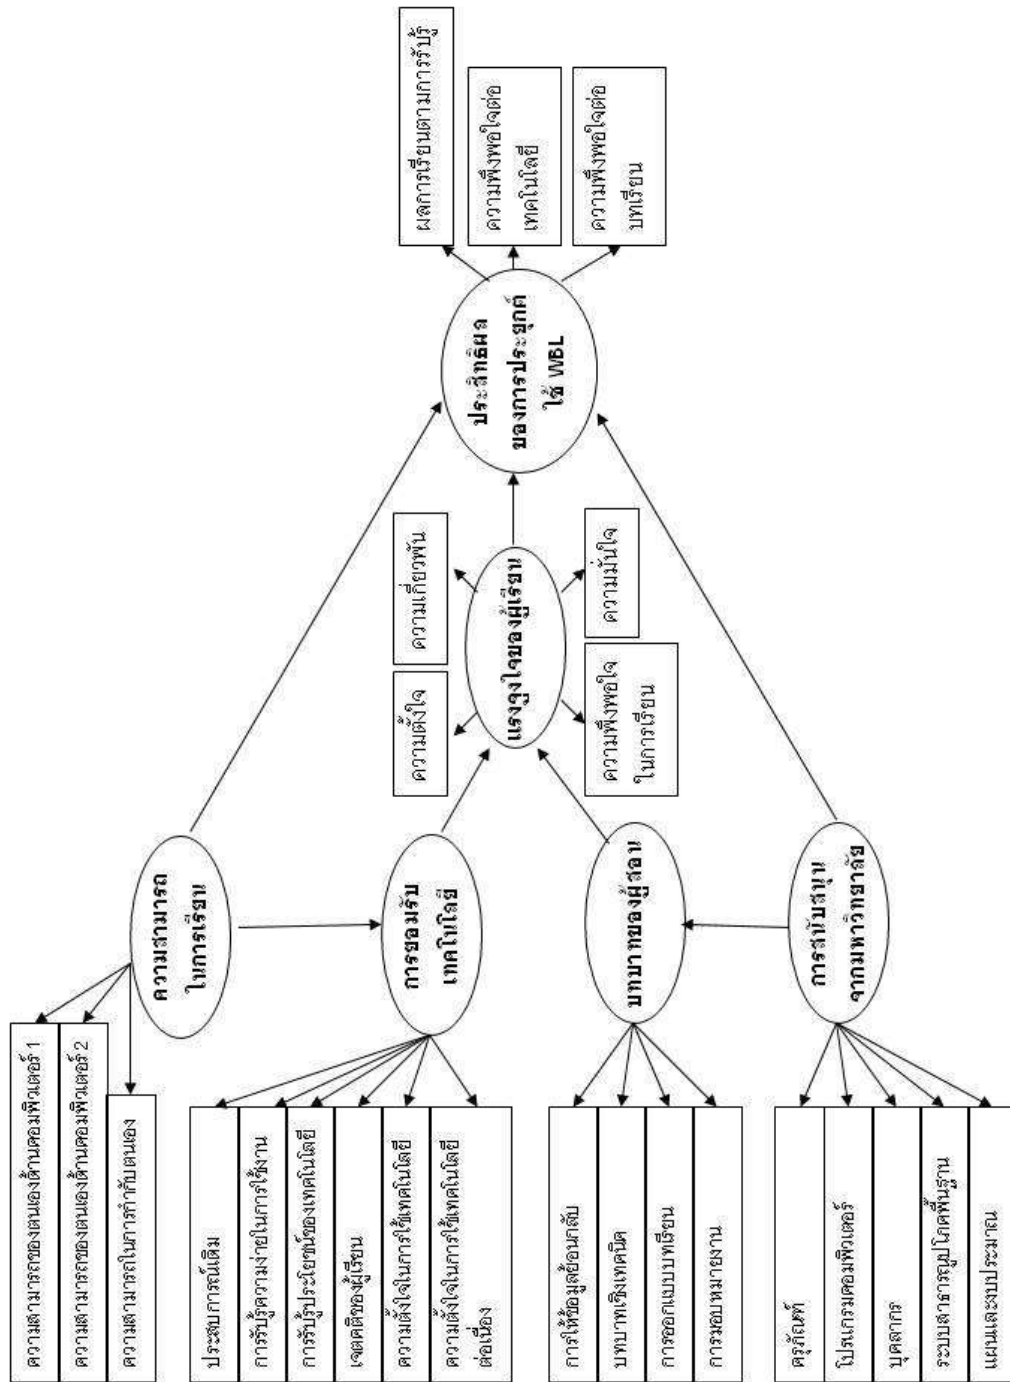 ความสามารถของตนเองด้านคอมพิวเตอร์ 1
ความสามารถของตนเองด้านคอมพิวเตอร์ 2
ความสามารถในการกำกับตนเอง
ประสบการณ์เดิม
การรับรู้ความง่ายในการใช้งาน
การรับรู้ประโยชน์ของเทคโนโลยี
เจตคติของผู้เรียน
ความตั้งใจในการใช้เทคโนโลยี
ความตั้งใจในการใช้เทคโนโลยี
ต่อเนื่อง
การให้ข้อมูลย้อนกลับ
บทบาทเชิงเทคนิค
การออกแบบบทเรียน
การมอบหมายงาน
ครุภัณฑ์
โปรแกรมคอมพิวเตอร์
บุคลากร
ระบบสาธารณูปโภคพื้นฐาน
แผนและงบประมาณ
ความสามารถ
ในการเรียน
การยอมรับ
เทคโนโลยี
บทบาทของผู้สอน
การสนับสนุน
จากมหาวิทยาลัย
ความตั้งใจ
ความเกี่ยวพัน
แรงจูงใจของผู้เรียน
ความพึงพอใจ
ในการเรียน
ความมั่นใจ
ประสิทธิผล
ของการประยุกต์
ใช้ WBL
ผลการเรียนตามการรับรู้
ความพึงพอใจต่อ
เทคโนโลยี
ความพึงพอใจต่อ
บทเรียน